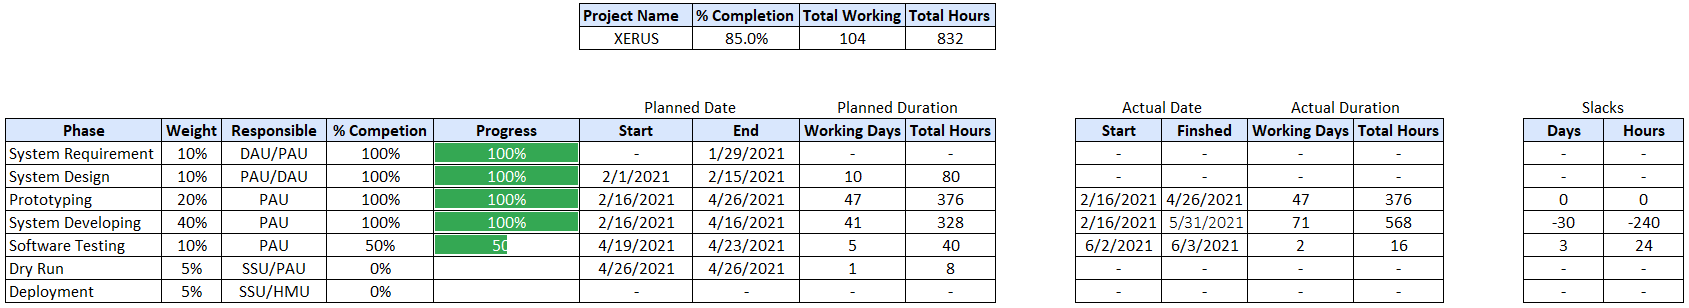 Project Name % Completion Total Working Total Hours
XERUS 85.0% 104 832
Planned Date Planned Duration Actual Date Actual Duration Slacks
Phase Weight Responsible % Competion Progress Start End Working Days Total Hours Start Finshed Working Days Total Hours Days Hours
System Requirement 10% DAU/PAU 100% 100% - 1/29/2021 - - - - - - - -
System Design 10% PAU/DAU 100% 100% 2/1/2021 2/15/2021 10 80 - - - - - -
Prototyping 20% PAU 100% 100% 2/16/2021 4/26/2021 47 376 2/16/2021 4/26/2021 47 376 0 0
System Developing 40% PAU 100% 100% 2/16/2021 4/16/2021 41 328 2/16/2021 5/31/2021 71 568 -30 -240
Software Testing 10% PAU 50% 50 4/19/2021 4/23/2021 5 40 6/2/2021 6/3/2021 2 16 3 24
Dry Run 5% SSU/PAU 0% 4/26/2021 4/26/2021 1 8 - - - - - -
Deployment 5% SSU/HMU 0% - - - - - - - - - -